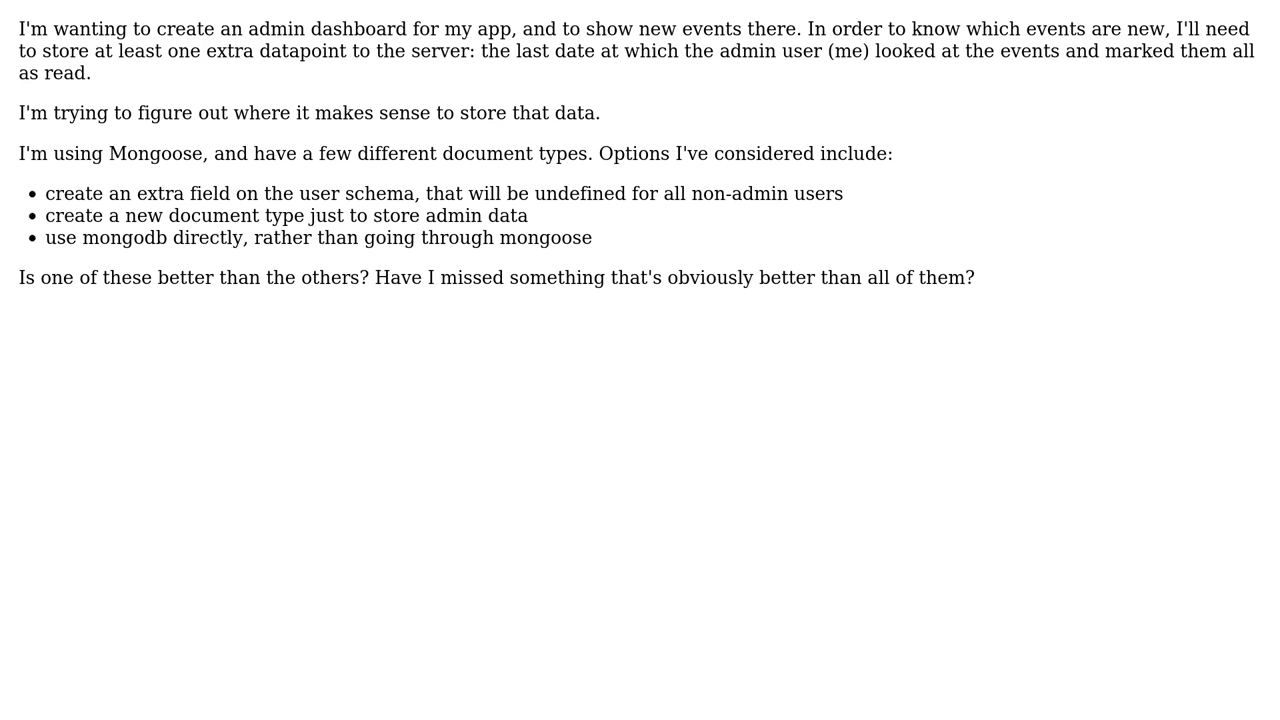 I'm wanting to create an admin dashboard for my app, and to show new events there. In order to know which events are new, I'll need
to store at least one extra datapoint to the server: the last date at which the admin user (me) looked at the events and marked them all
as read.
I'm trying to figure out where it makes sense to store that data.
I'm using Mongoose, and have a few different document types. Options I've considered include:
• create an extra field on the user schema, that will be undefined for all non-admin users
• create a new document type just to store admin data
• use mongodb directly, rather than going through mongoose
Is one of these better than the others? Have I missed something that's obviously better than all of them?